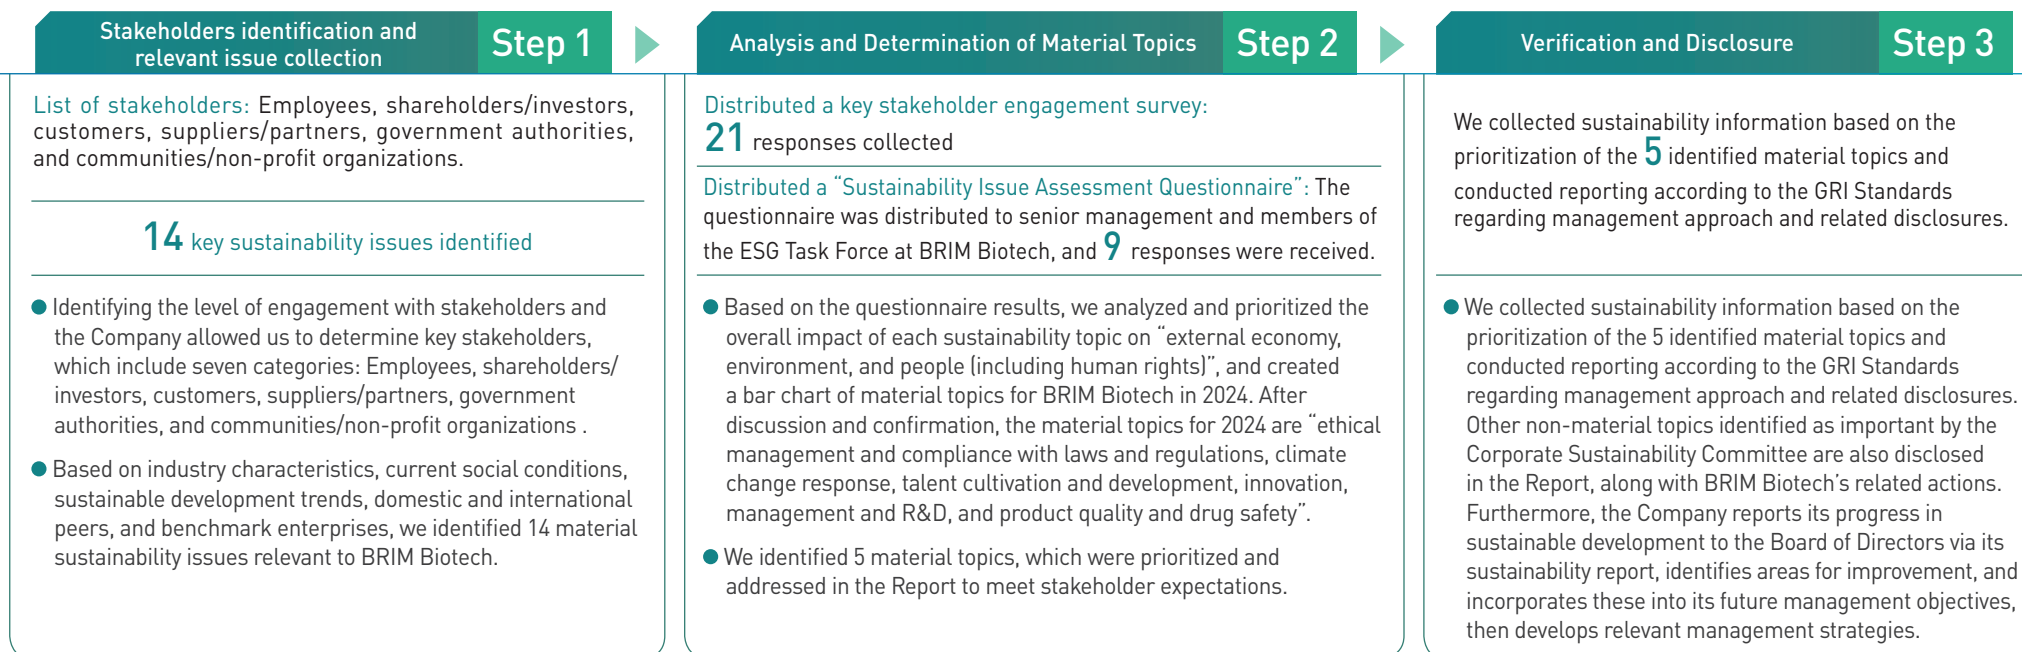 Stakeholders identification and
relevant issue collection
Step 1
List of stakeholders: Employees, shareholders/investors,
customers, suppliers/partners, government authorities,
and communities/non-profit organizations.
14 key sustainability issues identified
● Identifying the level of engagement with stakeholders and
the Company allowed us to determine key stakeholders,
which include seven categories: Employees, shareholders/
investors, customers, suppliers/partners, government
authorities, and communities/non-profit organizations .
● Based on industry characteristics, current social conditions,
sustainable development trends, domestic and international
peers, and benchmark enterprises, we identified 14 material
sustainability issues relevant to BRIM Biotech.
Analysis and Determination of Material Topics
Step 2
Distributed a key stakeholder engagement survey:
21 responses collected
Distributed a “Sustainability Issue Assessment Questionnaire”: The
questionnaire was distributed to senior management and members of
the ESG Task Force at BRIM Biotech, and 9 responses were received.
● Based on the questionnaire results, we analyzed and prioritized the
overall impact of each sustainability topic on “external economy,
environment, and people (including human rights)”, and created
a bar chart of material topics for BRIM Biotech in 2024. After
discussion and confirmation, the material topics for 2024 are “ethical
management and compliance with laws and regulations, climate
change response, talent cultivation and development, innovation,
management and R&D, and product quality and drug safety”.
● We identified 5 material topics, which were prioritized and
addressed in the Report to meet stakeholder expectations.
Verification and Disclosure
Step 3
We collected sustainability information based on the
prioritization of the 5 identified material topics and
conducted reporting according to the GRI Standards
regarding management approach and related disclosures.
● We collected sustainability information based on the
prioritization of the 5 identified material topics and
conducted reporting according to the GRI Standards
regarding management approach and related disclosures.
Other non-material topics identified as important by the
Corporate Sustainability Committee are also disclosed
in the Report, along with BRIM Biotech’s related actions.
Furthermore, the Company reports its progress in
sustainable development to the Board of Directors via its
sustainability report, identifies areas for improvement, and
incorporates these into its future management objectives,
then develops relevant management strategies.